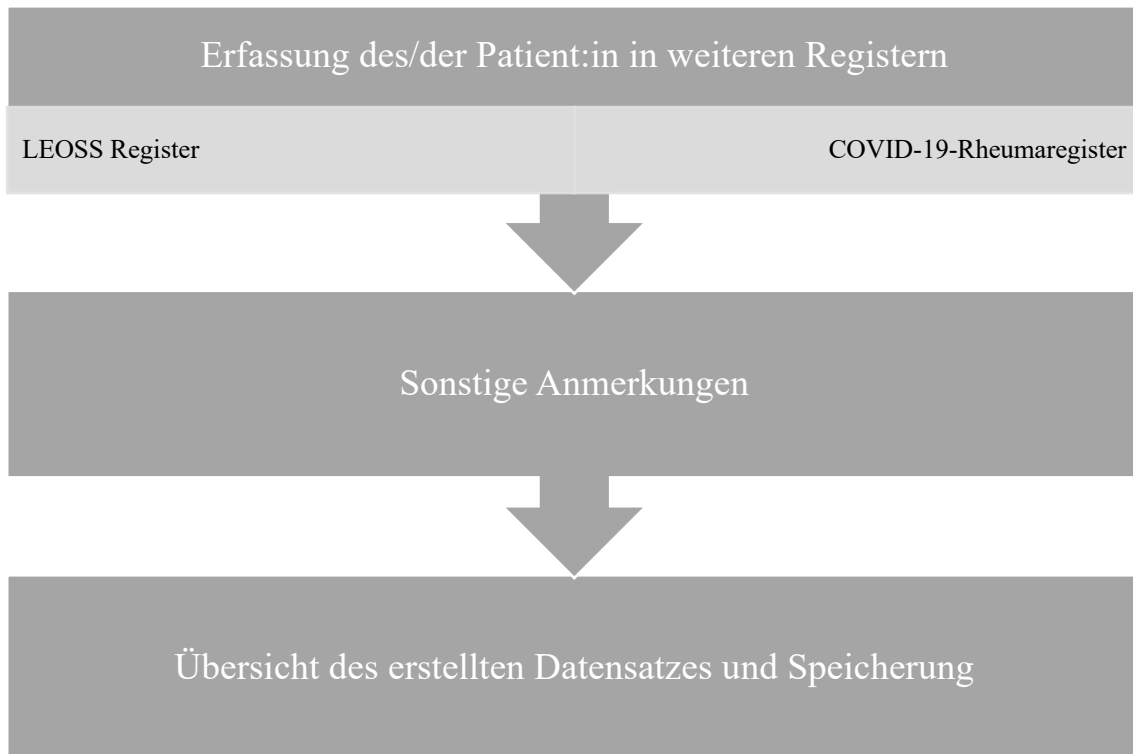 Erfassung des/der Patient:in in weiteren Registern
LEOSS Register
COVID-19-Rheumaregister
Sonstige Anmerkungen
Übersicht des erstellten Datensatzes und Speicherung